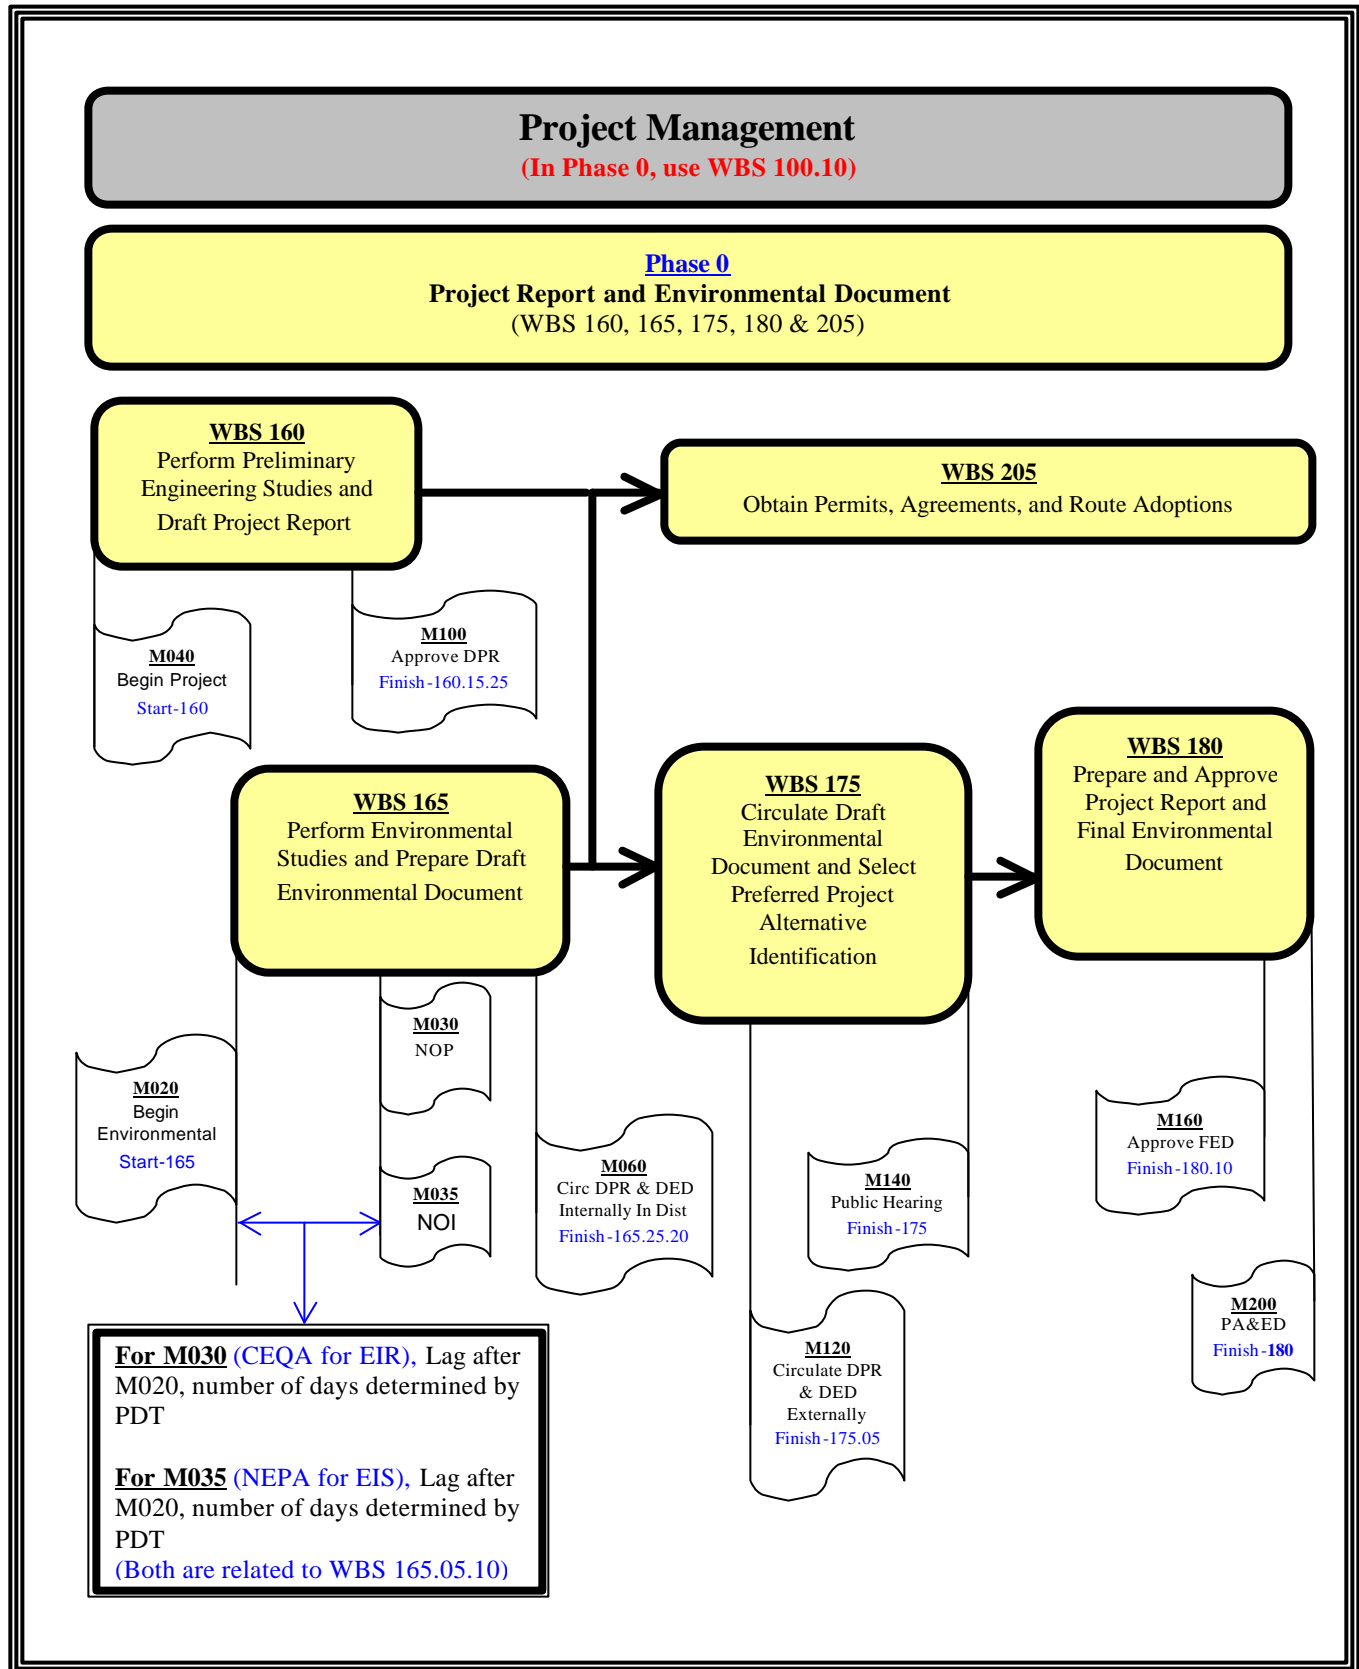 Project Management
(In Phase 0, use WBS 100.10)
Phase 0
Project Report and Environmental Document
(WBS 160, 165, 175, 180 & 205)
WBS 160
Perform Preliminary
Engineering Studies and
Draft Project Report
WBS 205
Obtain Permits, Agreements, and Route Adoptions
M040
Begin Project
Start-160
M100
Approve DPR
Finish-160.15.25
WBS 165
Perform Environmental
Studies and Prepare Draft
Environmental Document
WBS 175
Circulate Draft
Environmental
Document and Select
Preferred Project
Alternative
Identification
WBS 180
Prepare and Approve
Project Report and
Final Environmental
Document
M020
Begin
Environmental
Start-165
M030
NOP
M035
NOI
M060
Circ DPR & DED
Internally In Dist
Finish-165.25.20
M140
Public Hearing
Finish-175
M120
Circulate DPR
& DED
Externally
Finish-175.05
M160
Approve FED
Finish-180.10
M200
PA&ED
Finish-180
For M030 (CEQA for EIR), Lag after
M020, number of days determined by
PDT
For M035 (NEPA for EIS), Lag after
M020, number of days determined by
PDT
(Both are related to WBS 165.05.10)